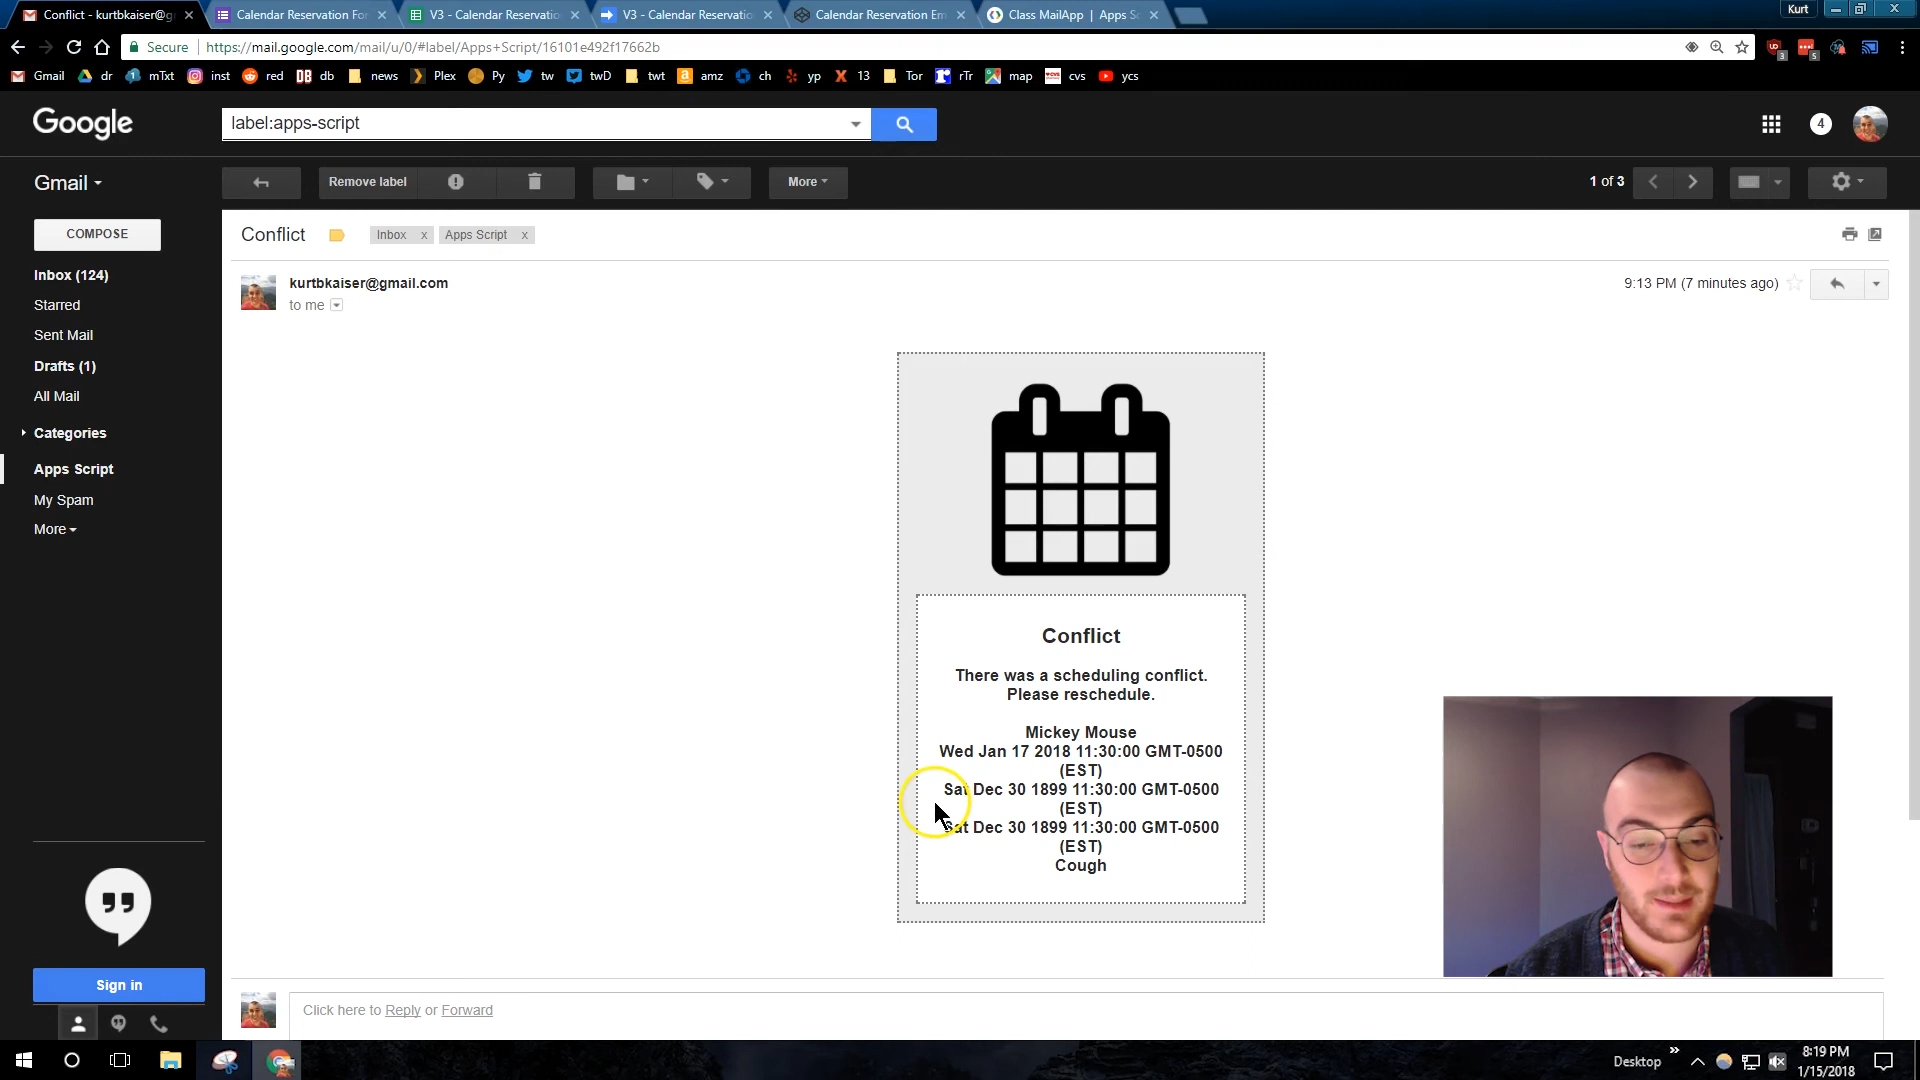 Conflict - kurtbkaiser@g
Calendar Reservation For
V3 - Calendar Reservatio
V3 - Calendar Reservatio
Calendar Reservation Em
Class MailApp | Apps Sc
Kurt
Secure
https://mail.google.com/mail/u/0/#label/Apps+Script/16101e492f17662b
3
5
Gmail
dr
mTxt
inst
red
DB db
news
Plex
Py
tw
twD
twt
amz
ch
yp
13
Tor
rTr
map
cvs
ycs
Google
label:apps-script
4
Gmail
Remove label
More
1 of 3
COMPOSE
Conflict
Inbox x
Apps Script x
Inbox (124)
kurtbkaiser@gmail.com
9:13 PM (7 minutes ago)
Starred
to me
Sent Mail
Drafts (1)
All Mail
Categories
Apps Script
My Spam
More
Conflict
There was a scheduling conflict.
Please reschedule.
Mickey Mouse
Wed Jan 17 2018 11:30:00 GMT-0500
(EST)
Sat Dec 30 1899 11:30:00 GMT-0500
(EST)
Sat Dec 30 1899 11:30:00 GMT-0500
(EST)
Cough
Sign in
Click here to Reply or Forward
Desktop
8:19 PM
1/15/2018